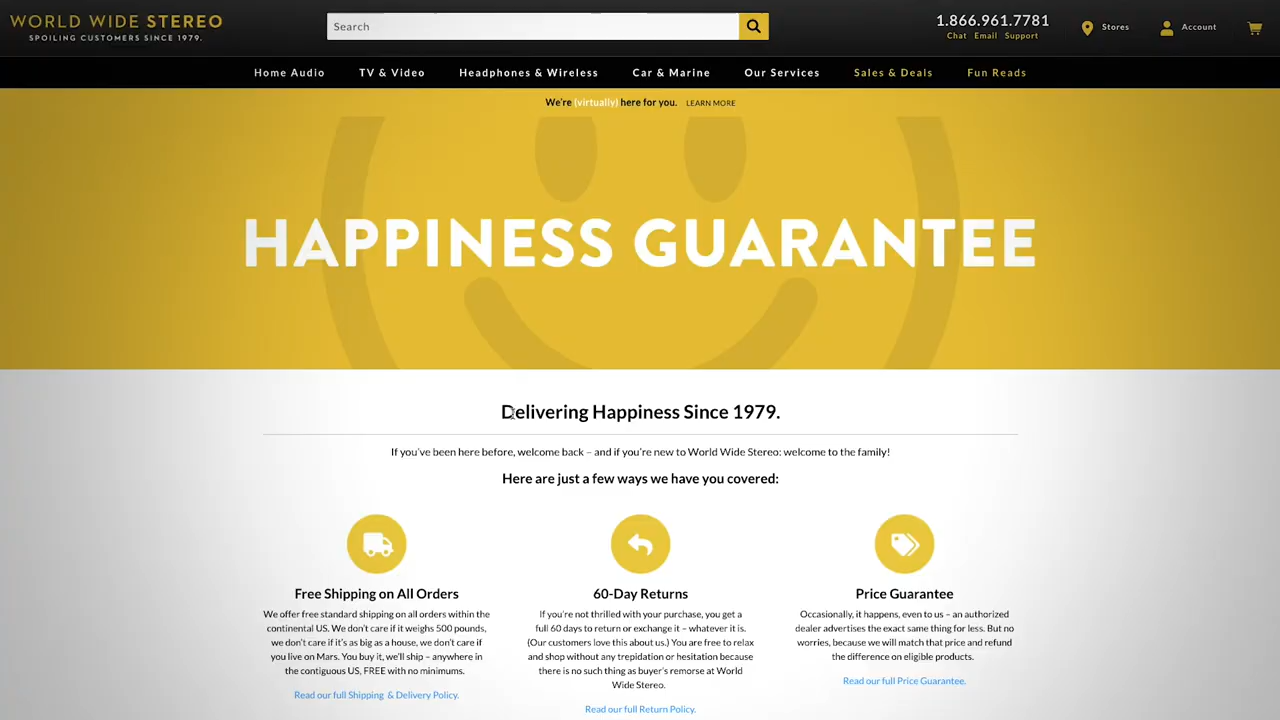 WORLD WIDE STEREO
SPOILING CUSTOMERS SINCE 1979.
Search
1.866.961.7781
Chat Email Support
Stores
Account
Home Audio TV & Video Headphones & Wireless Car & Marine Our Services Sales & Deals Fun Reads
We're (virtually) here for you. LEARN MORE
HAPPINESS GUARANTEE
Delivering Happiness Since 1979.
If you've been here before, welcome back – and if you're new to World Wide Stereo: welcome to the family!
Here are just a few ways we have you covered:
Free Shipping on All Orders
We offer free standard shipping on all orders within the
continental US. We don't care if it weighs 500 pounds,
we don't care if it's as big as a house, we don't care if
you live on Mars. You buy it, we'll ship – anywhere in
the contiguous US, FREE with no minimums.
Read our full Shipping & Delivery Policy.
60-Day Returns
If you're not thrilled with your purchase, you get a
full 60 days to return or exchange it – whatever it is.
(Our customers love this about us.) You are free to relax
and shop without any trepidation or hesitation because
there is no such thing as buyer's remorse at World
Wide Stereo.
Read our full Return Policy.
Price Guarantee
Occasionally, it happens, even to us – an authorized
dealer advertises the exact same thing for less. But no
worries, because we will match that price and refund
the difference on eligible products.
Read our full Price Guarantee.